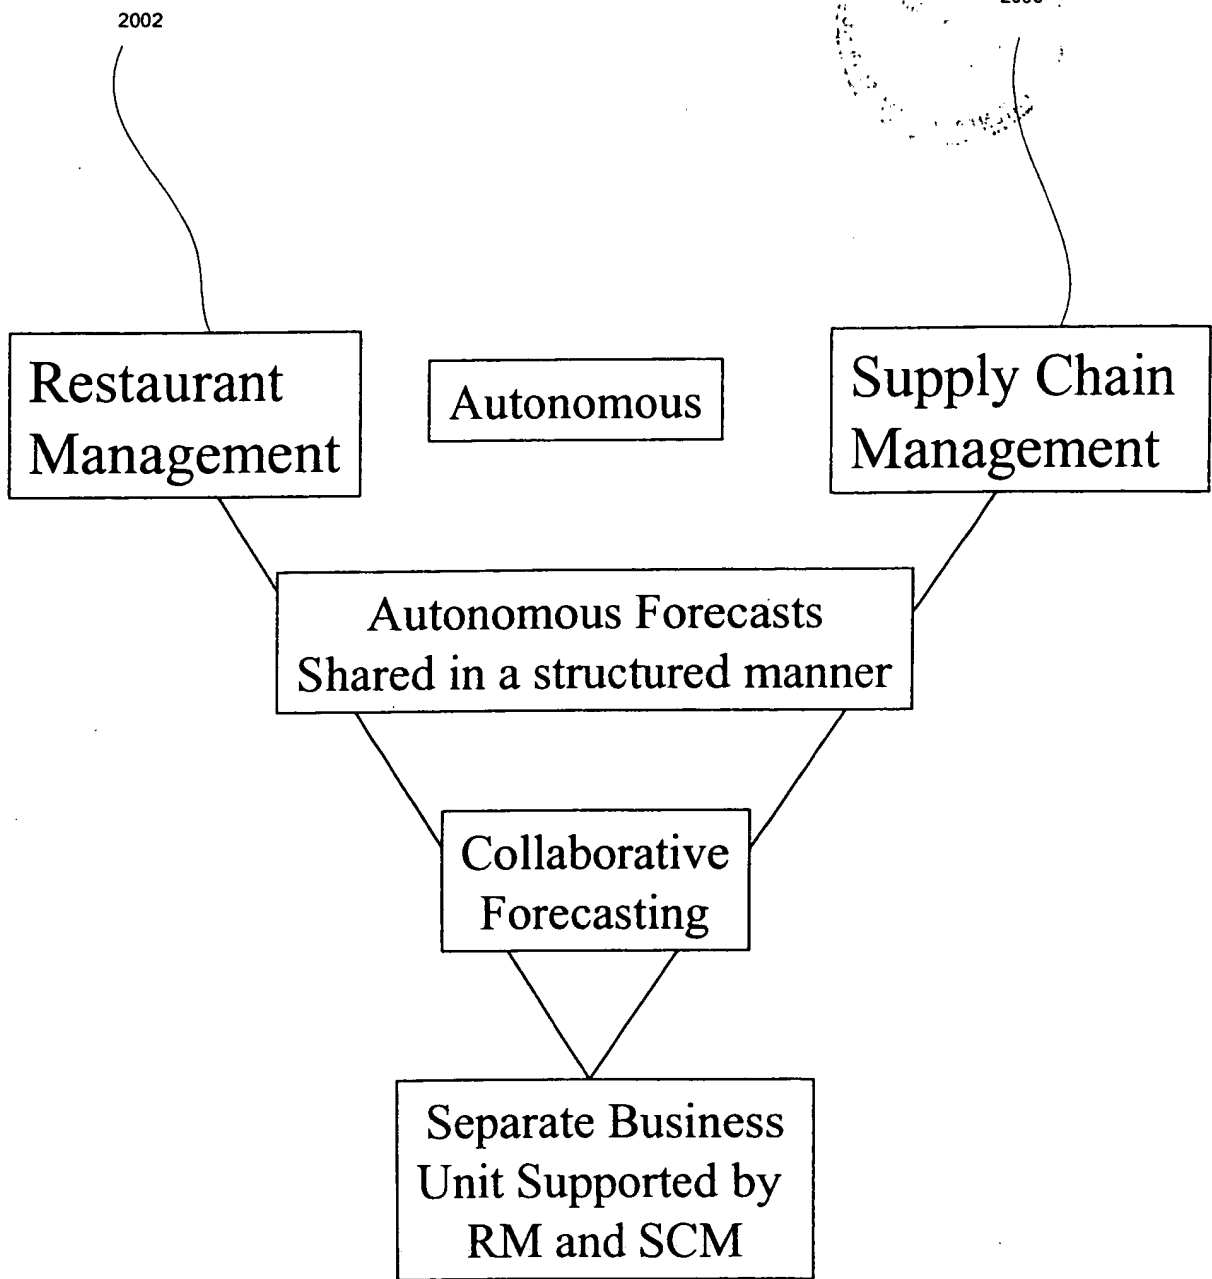 2002
Restaurant
Management
Autonomous
Supply Chain
Management
Autonomous Forecasts
Shared in a structured manner
Collaborative
Forecasting
Separate Business
Unit Supported by
RM and SCM